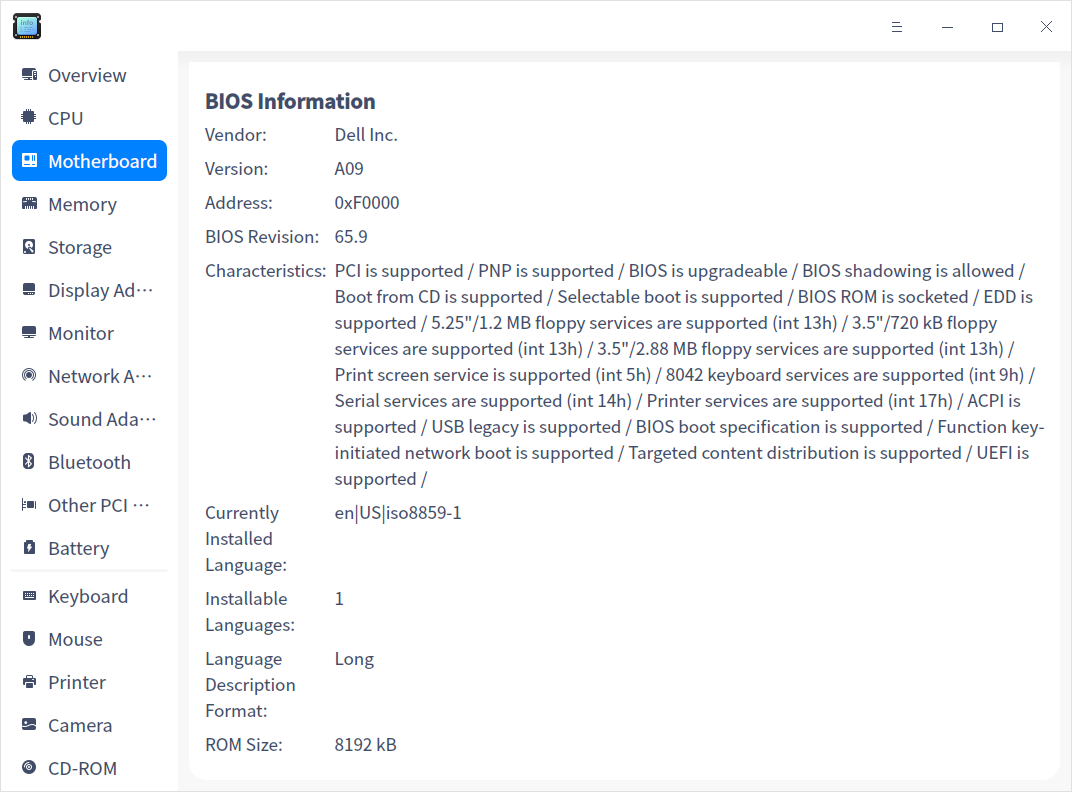 info
Overview
CPU
Motherboard
Memory
Storage
Display Ad···
Monitor
Network A···
Sound Ada···
Bluetooth
Other PCI ···
Battery
Keyboard
Mouse
Printer
Camera
CD-ROM
BIOS Information
Vendor: Dell Inc.
Version: A09
Address: 0xF0000
BIOS Revision: 65.9
Characteristics: PCI is supported / PNP is supported / BIOS is upgradeable / BIOS shadowing is allowed /
Boot from CD is supported / Selectable boot is supported / BIOS ROM is socketed / EDD is
supported / 5.25"/1.2 MB floppy services are supported (int 13h) / 3.5"/720 kB floppy
services are supported (int 13h) / 3.5"/2.88 MB floppy services are supported (int 13h) /
Print screen service is supported (int 5h) / 8042 keyboard services are supported (int 9h) /
Serial services are supported (int 14h) / Printer services are supported (int 17h) / ACPI is
supported / USB legacy is supported / BIOS boot specification is supported / Function key-
initiated network boot is supported / Targeted content distribution is supported / UEFI is
supported /
Currently en|US|iso8859-1
Installed
Language:
Installable 1
Languages:
Language Long
Description
Format:
ROM Size: 8192 kB